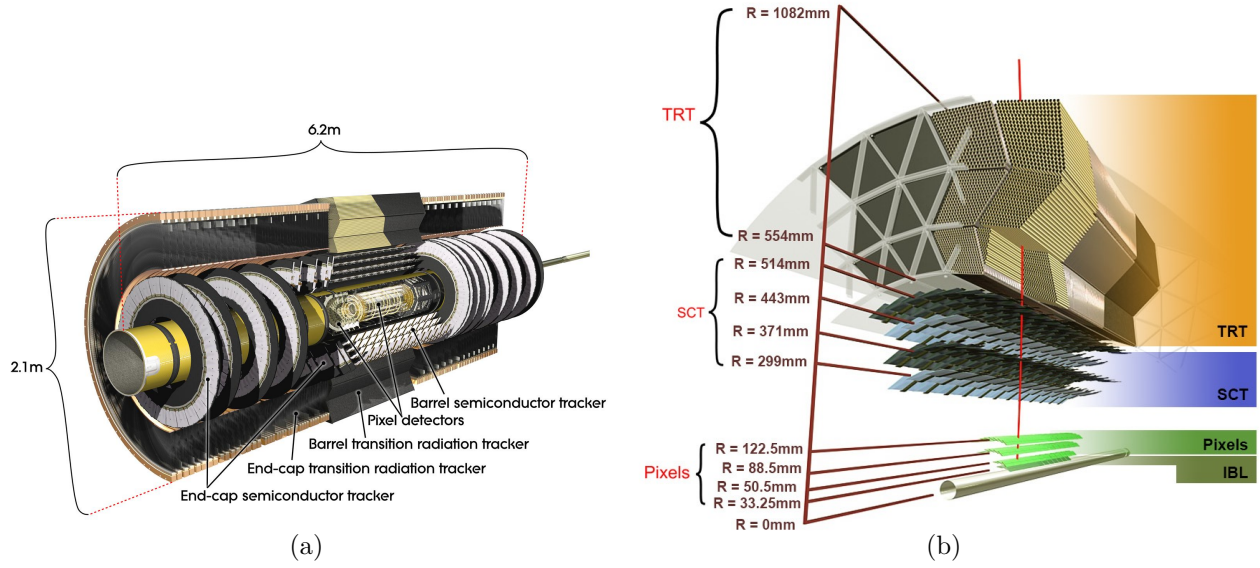 6.2m
2.1m
Barrel semiconductor tracker
Pixel detectors
Barrel transition radiation tracker
End-cap transition radiation tracker
End-cap semiconductor tracker
(a)
R = 1082mm
TRT
R = 554mm
R = 514mm
R = 443mm
SCT
R = 371mm
R = 299mm
TRT
SCT
R = 122.5mm
Pixels
R = 88.5mm
R = 50.5mm
R = 33.25mm
R = 0mm
Pixels
IBL
(b)